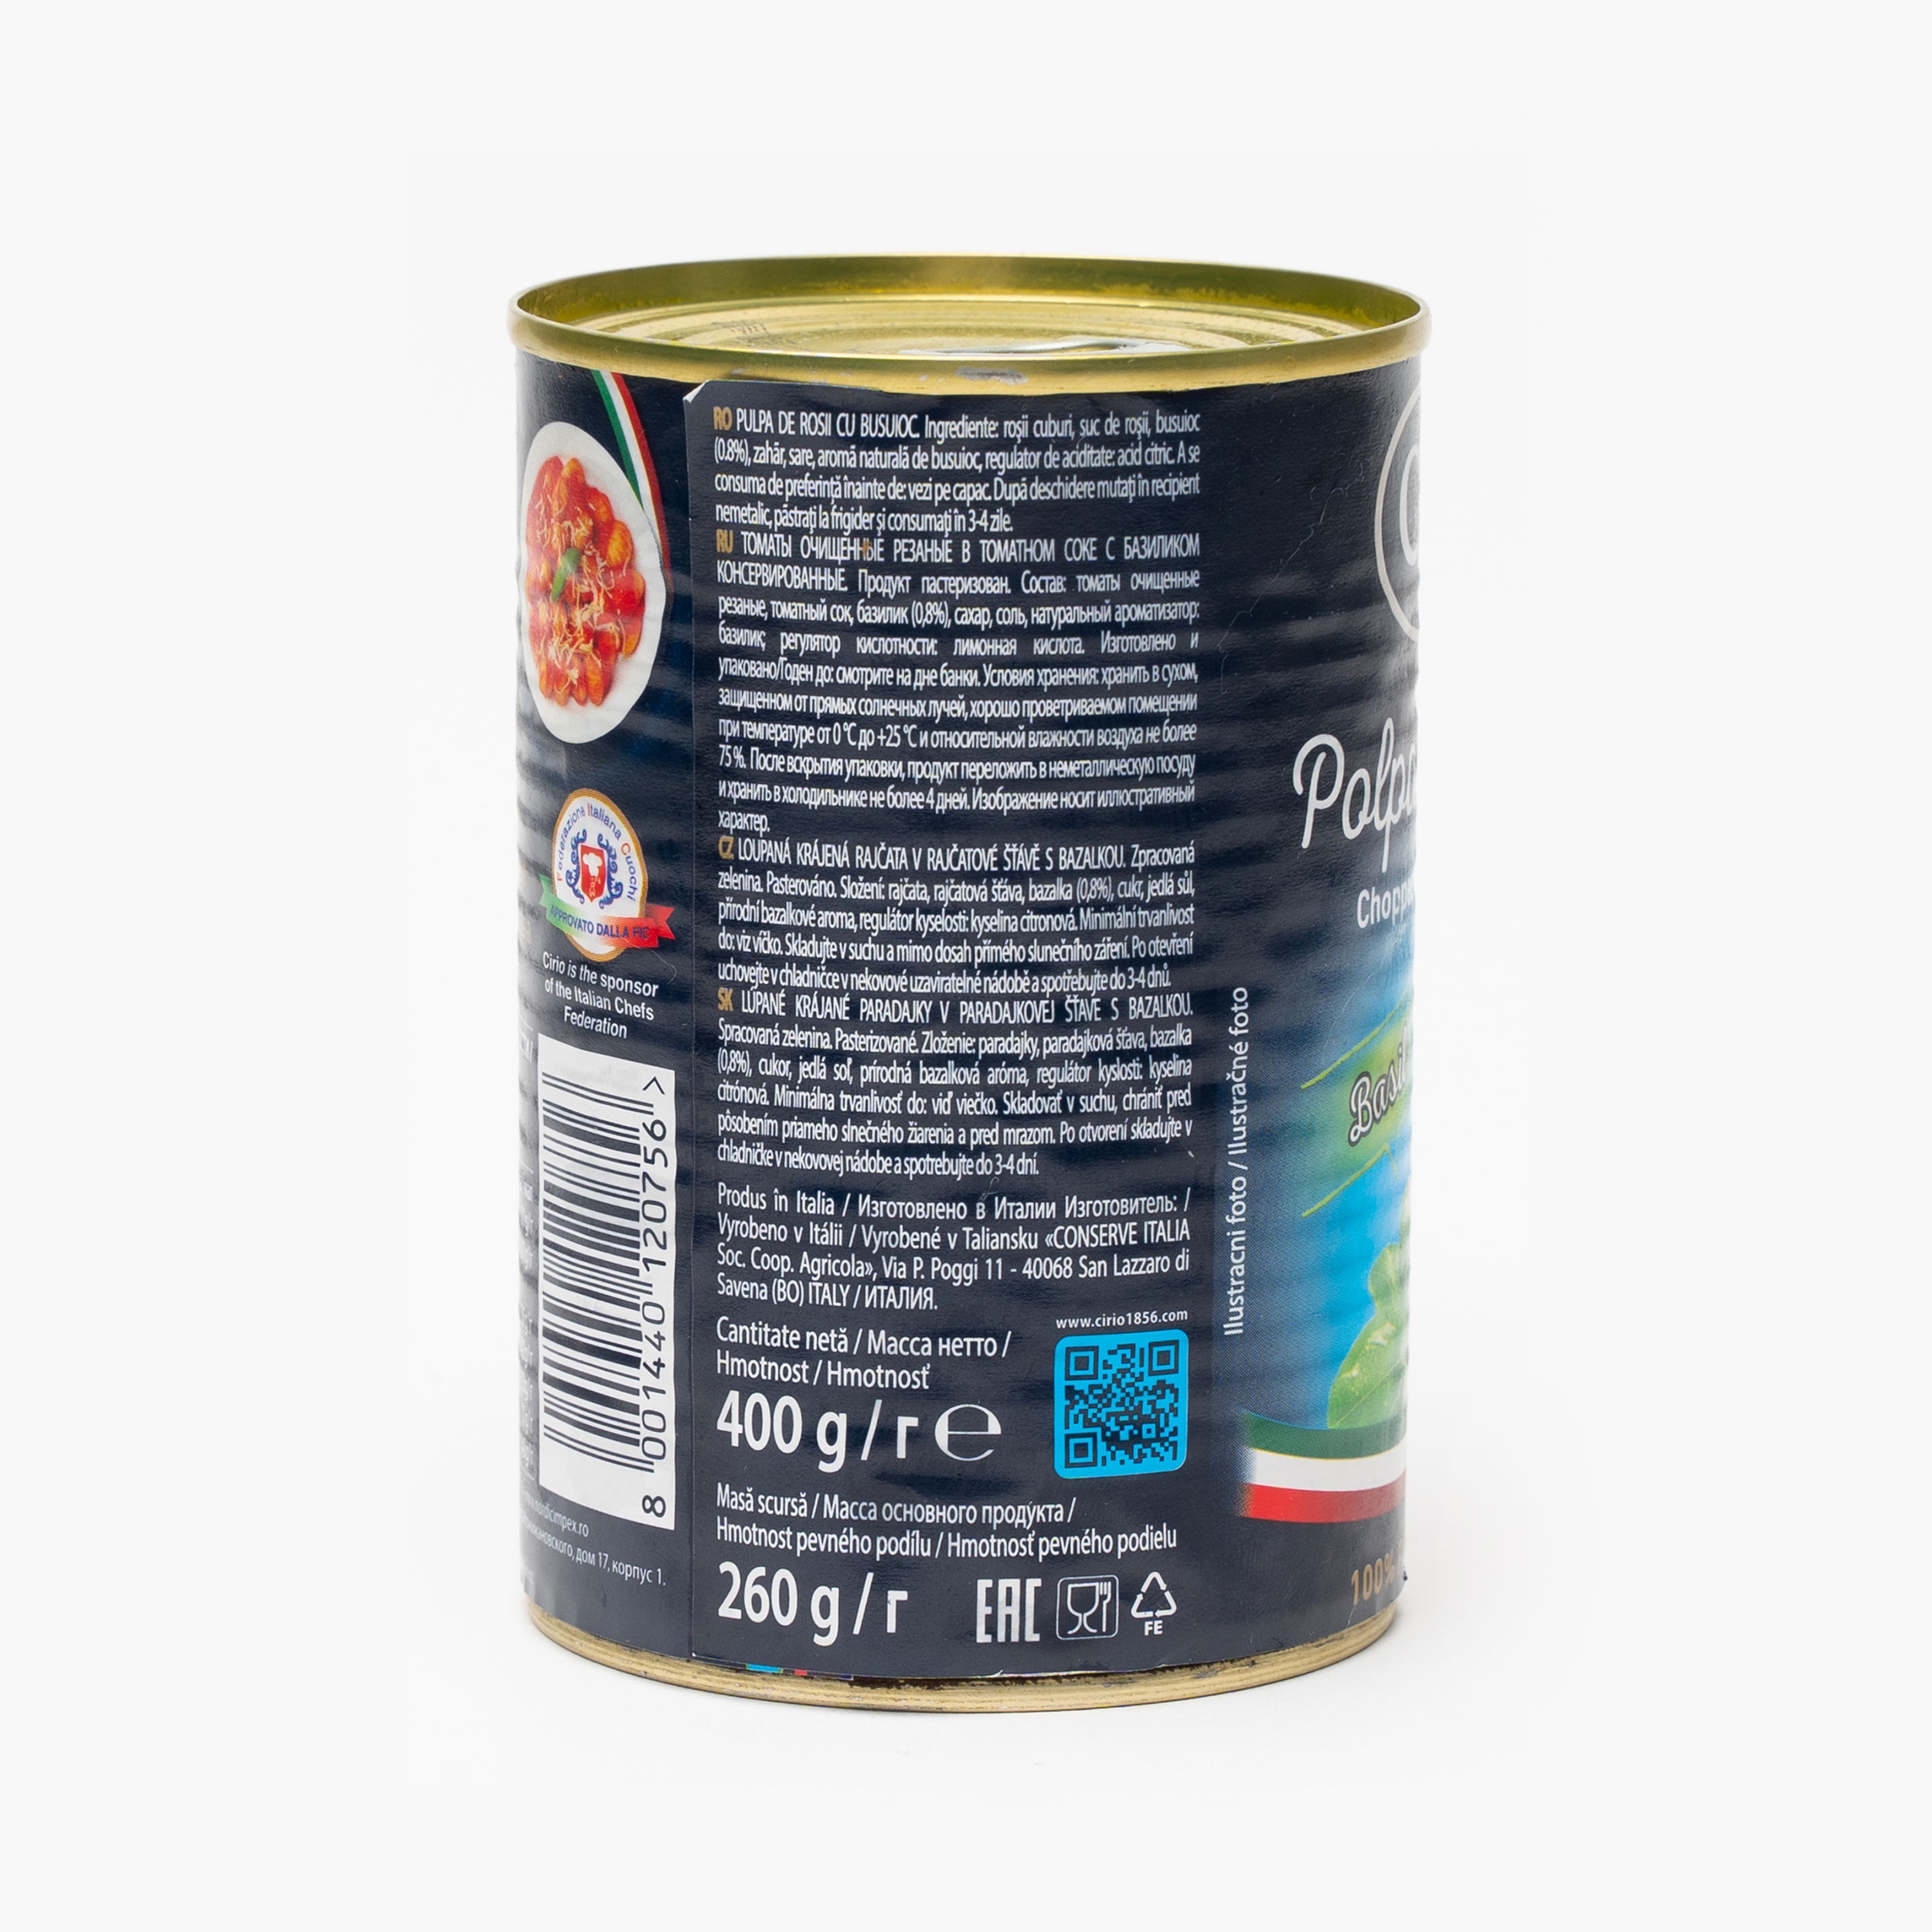 RO PULPA DE ROSII CU BUSUIOC. Ingrediente: roşii cuburi, suc de roşii, busuioc
(0.8%), zahăr, sare, aromă naturală de busuioc, regulator de aciditate: acid citric. A se
consuma de preferinţă înainte de: vezi pe capac. După deschidere mutaţi în recipient
nemetalic, păstraţi la frigider şi consumaţi în 3-4 zile.
RU ТОМАТЫ ОЧИЩЕННЫЕ РЕЗАНЫЕ В ТОМАТНОМ СОКЕ С БАЗИЛИКОМ
КОНСЕРВИРОВАННЫЕ. Продукт пастеризован. Состав: томаты очищенные
резаные, томатный сок, базилик (0,8%), сахар, соль, натуральный ароматизатор:
базилик; регулятор кислотности: лимонная кислота. Изготовлено и
упаковано/Годен до: смотрите на дне банки. Условия хранения: хранить в сухом,
защищенном от прямых солнечных лучей, хорошо проветриваемом помещении
при температуре от 0 °C до +25 °C и относительной влажности воздуха не более
75 %. После вскрытия упаковки, продукт переложить в неметаллическую посуду
и хранить в холодильнике не более 4 дней. Изображение носит иллюстративный
характер.
CZ LOUPANÁ KRÁJENÁ RAJČATA V RAJČATOVÉ ŠŤÁVĚ S BAZALKOU. Zpracovaná
zelenina. Pasterováno. Složení: rajčata, rajčatová šťáva, bazalka (0,8%), cukr, jedlá sůl,
přírodní bazalkové aroma, regulátor kyselosti: kyselina citronová. Minimální trvanlivost
do: viz víčko. Skladujte v suchu a mimo dosah přímého slunečního záření. Po otevření
uchovejte v chladničce v nekovové uzaviratelné nádobě a spotřebujte do 3-4 dnů.
SK LÚPANÉ KRÁJANÉ PARADAJKY V PARADAJKOVEJ ŠŤAVE S BAZALKOU.
Spracovaná zelenina. Pasterizované. Zloženie: paradajky, paradajková šťava, bazalka
(0,8%), cukor, jedlá soľ, prírodná bazalková aróma, regulátor kyslosti: kyselina
citrónová. Minimálna trvanlivosť do: viď viečko. Skladovať v suchu, chrániť pred
pôsobením priameho slnečného žiarenia a pred mrazom. Po otvorení skladujte v
chladničke v nekovovej nádobe a spotrebujte do 3-4 dní.
Produs în Italia / Изготовлено в Италии Изготовитель: /
Vyrobeno v Itálii / Vyrobené v Taliansku «CONSERVE ITALIA
Soc. Coop. Agricola», Via P. Poggi 11 - 40068 San Lazzaro di
Savena (BO) ITALY / ИТАЛИЯ.
www.cirio1856.com
Cantitate netă / Масса нетто /
Hmotnost / Hmotnosť
400 g / г e
Masă scursă / Масса основного продукта /
Hmotnost pevného podílu / Hmotnosť pevného podielu
260 g / г
EAC
FE
Federazione Italiana Cuochi
APPROVATO DALLA FIC
Cirio is the sponsor
of the Italian Chefs
Federation
8 001440 120756 >
дом 17, корпус 1.
Ilustracni foto / Ilustračné foto
100%